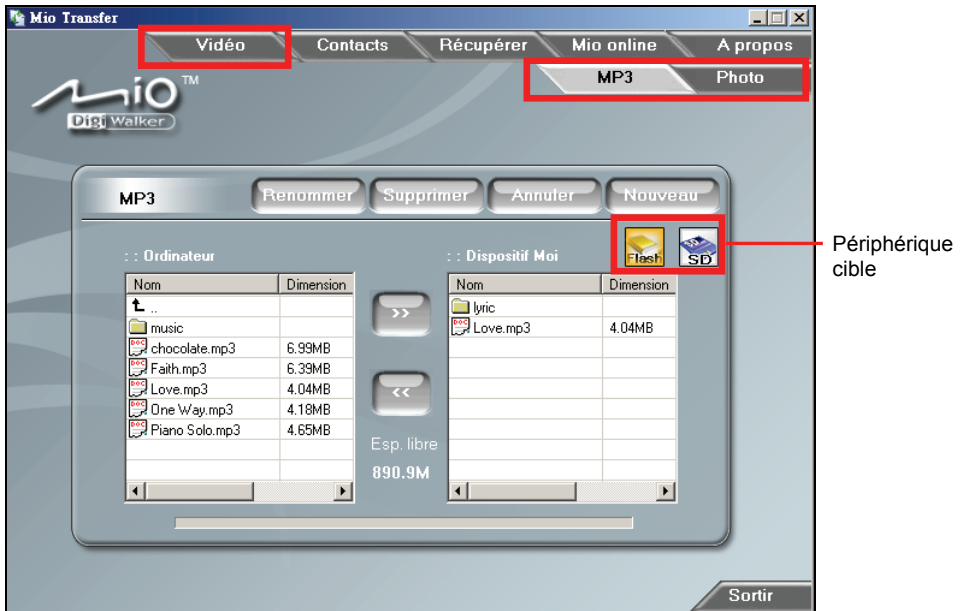 Mio Transfer
Vidéo Contacts Récupérer Mio online A propos
MP3 Photo
mio TM
Digi Walker
MP3 Renommer Supprimer Annuler Nouveau
Flash SD
Périphérique
cible
: : Ordinateur : : Dispositif Moi
Nom Dimension Nom Dimension
..
music
chocolate.mp3 6.99MB
Faith.mp3 6.39MB
Love.mp3 4.04MB
One Way.mp3 4.18MB
Piano Solo.mp3 4.65MB
>>
<<
Esp. libre
890.9M
lyric
Love.mp3 4.04MB
Sortir